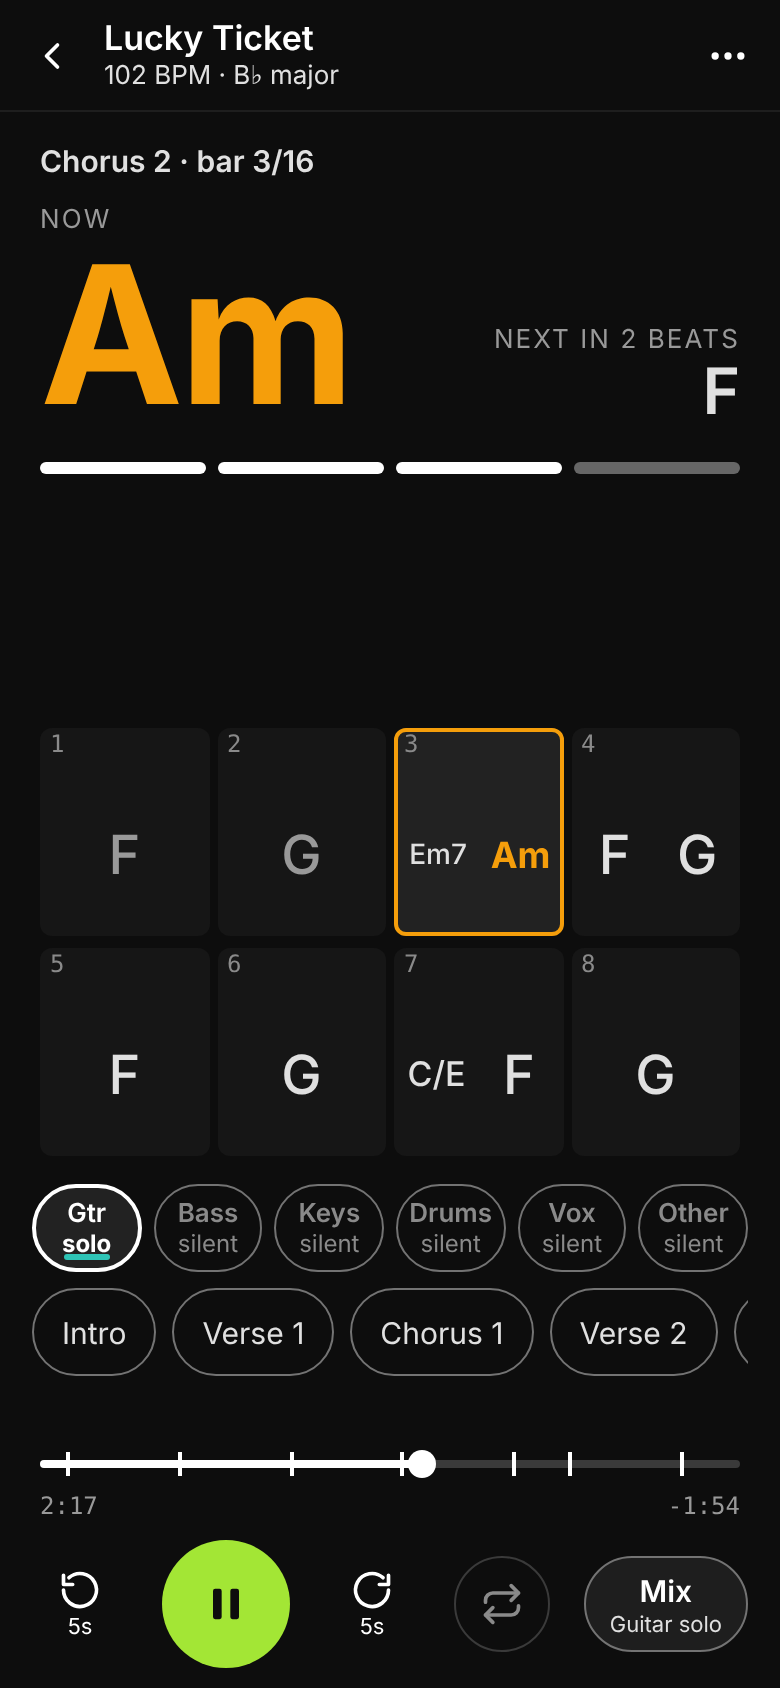 Lucky Ticket
102 BPM · B♭ major
Chorus 2 · bar 3/16
NOW
Am
NEXT IN 2 BEATS
F
1
F
2
G
3
Em7 Am
4
F G
5
F
6
G
7
C/E F
8
G
Gtr
solo
Bass
silent
Keys
silent
Drums
silent
Vox
silent
Other
silent
Intro
Verse 1
Chorus 1
Verse 2
2:17
-1:54
5s
5s
Mix
Guitar solo